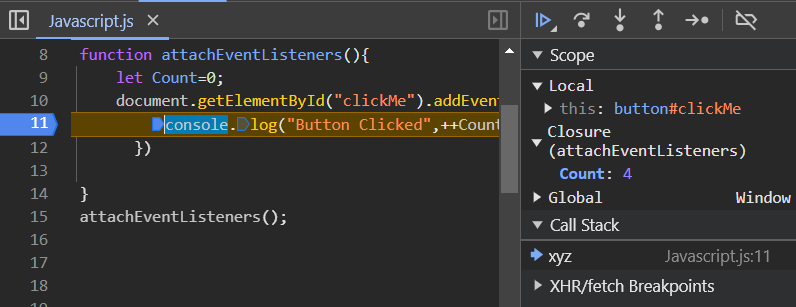 Javascript.js
8 function attachEventListeners(){
9 let Count=0;
10 document.getElementById("clickMe").addEvent
11 console.log("Button Clicked",++Count
12 })
13
14 }
15 attachEventListeners();
16
17
18
Scope
Local
this: button#clickMe
Closure
(attachEventListeners)
Count: 4
Global Window
Call Stack
xyz Javascript.js:11
XHR/fetch Breakpoints